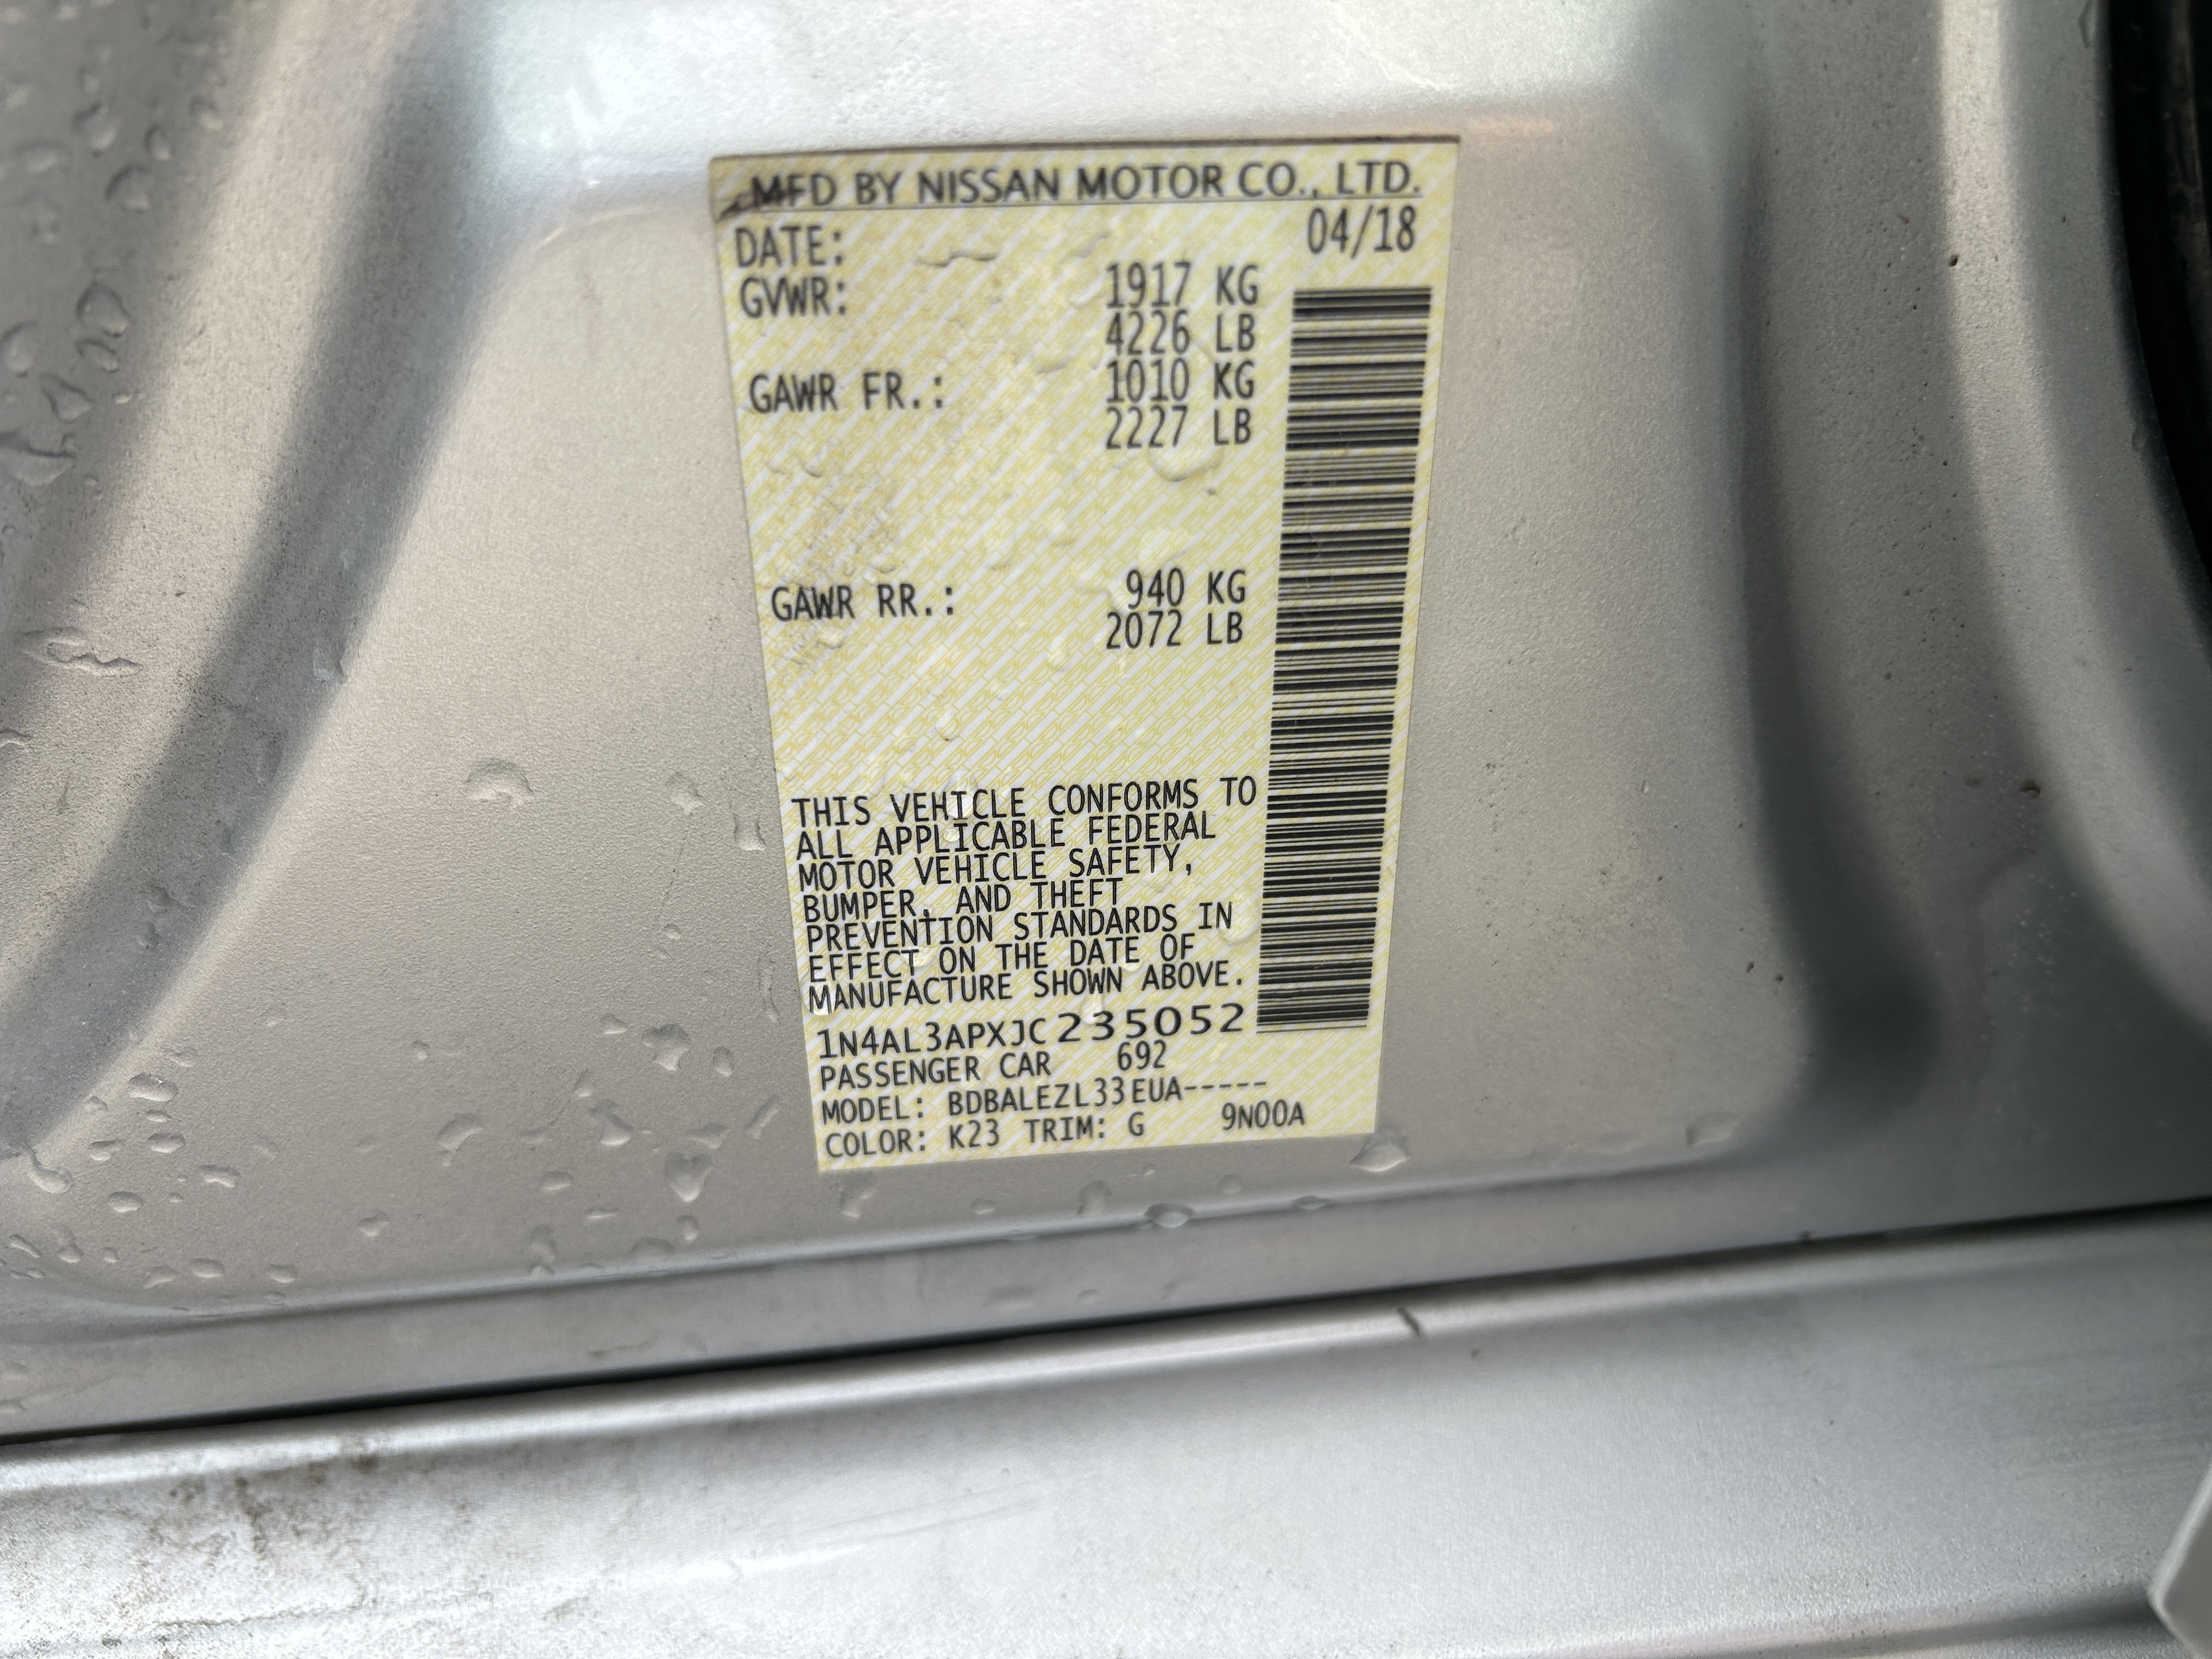 MFD BY NISSAN MOTOR CO., LTD.
DATE: 04/18
GVWR: 1917 KG
4226 LB
GAWR FR.: 1010 KG
2227 LB
GAWR RR.: 940 KG
2072 LB
THIS VEHICLE CONFORMS TO
ALL APPLICABLE FEDERAL
MOTOR VEHICLE SAFETY,
BUMPER, AND THEFT
PREVENTION STANDARDS IN
EFFECT ON THE DATE OF
MANUFACTURE SHOWN ABOVE.
1N4AL3APXJC235052
PASSENGER CAR 692
MODEL: BDBALEZL33EUA-----
COLOR: K23 TRIM: G 9N00A